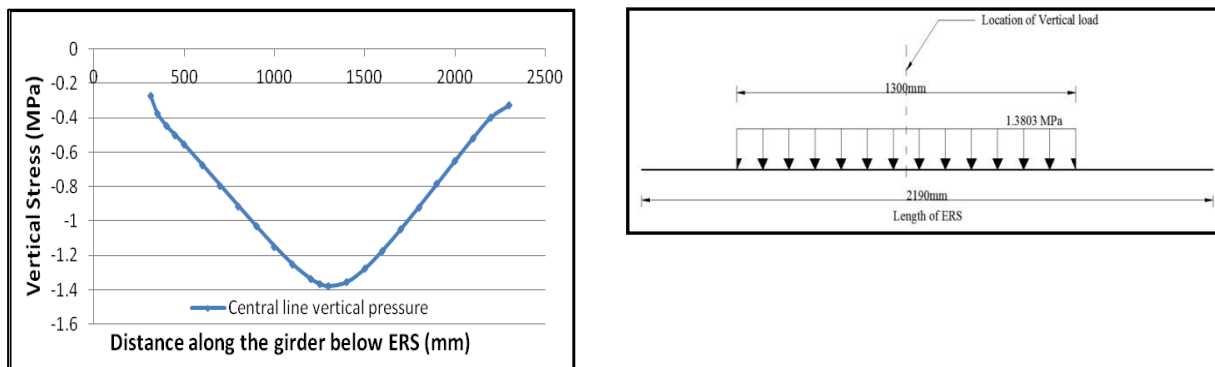 0
0
500
1000
1500
2000
2500
-0.2
-0.4
-0.6
-0.8
-1
-1.2
-1.4
-1.6
Vertical Stress (MPa)
Central line vertical pressure
Distance along the girder below ERS (mm)
Location of Vertical load
1300mm
1.3803 MPa
2190mm
Length of ERS